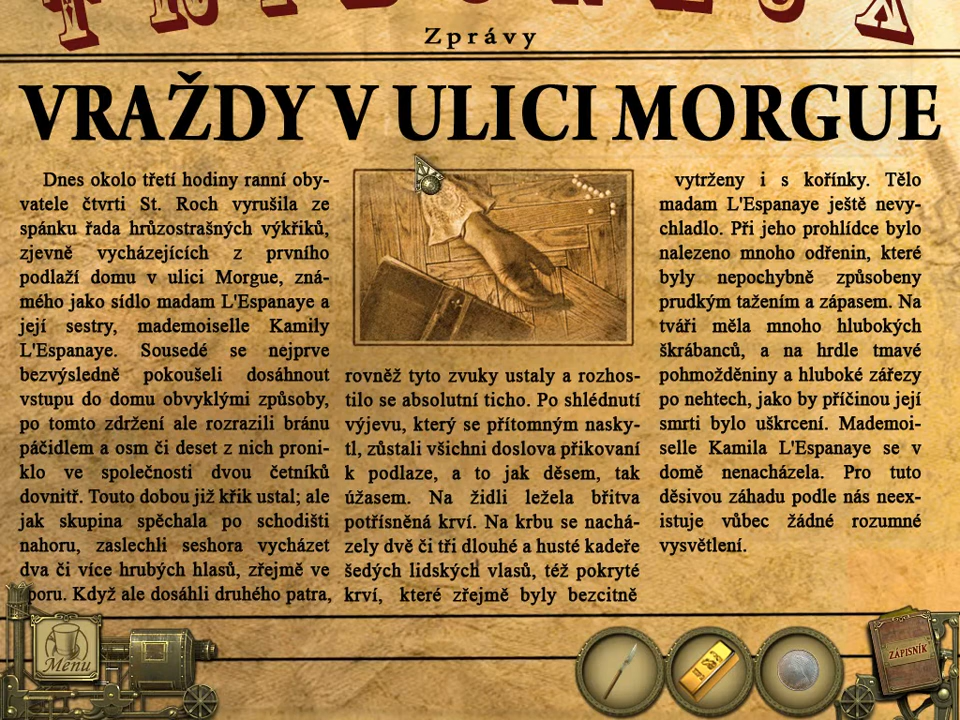 Zprávy
VRAŽDY V ULICI MORGUE
Dnes okolo třetí hodiny ranní oby-
vatele čtvrti St. Roch vyrušila ze
spánku řada hrůzostrašných výkřiků,
zjevně vycházejících z prvního
podlaží domu v ulici Morgue, zná-
mého jako sídlo madam L'Espanaye a
její sestry, mademoiselle Kamily
L'Espanaye. Sousedé se nejprve
bezvýsledně pokoušeli dosáhnout
vstupu do domu obvyklými způsoby,
po tomto zdržení ale rozrazili bránu
páčidlem a osm či deset z nich proni-
klo ve společnosti dvou četníků
dovnitř. Touto dobou již křik ustal; ale
jak skupina spěchala po schodišti
nahoru, zaslechli seshora vycházet
dva či více hrubých hlasů, zřejmě ve
sporu. Když ale dosáhli druhého patra,
rovněž tyto zvuky ustaly a rozhos-
tilo se absolutní ticho. Po shlédnutí
výjevu, který se přítomným nasky-
tl, zůstali všichni doslova přikovaní
k podlaze, a to jak děsem, tak
úžasem. Na židli ležela břitva
potřísněná krví. Na krbu se nachá-
zely dvě či tři dlouhé a husté kadeře
šedých lidských vlasů, též pokryté
krví, které zřejmě byly bezcitně
vytrženy i s kořínky. Tělo
madam L'Espanaye ještě nevy-
chladlo. Při jeho prohlídce bylo
nalezeno mnoho odřenin, které
byly nepochybně způsobeny
prudkým tažením a zápasem. Na
tváři měla mnoho hlubokých
škrábanců, a na hrdle tmavé
pohmožděniny a hluboké zářezy
po nehtech, jako by příčinou její
smrti bylo uškrcení. Mademoi-
selle Kamila L'Espanaye se v
domě nenacházela. Pro tuto
děsivou záhadu podle nás neex-
istuje vůbec žádné rozumné
vysvětlení.
Menu
ZÁPISNÍK